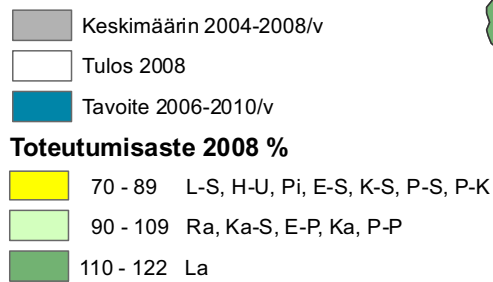 Keskimäärin 2004-2008/v
Tulos 2008
Tavoite 2006-2010/v
Toteutumisaste 2008 %
70 - 89 L-S, H-U, Pi, E-S, K-S, P-S, P-K
90 - 109 Ra, Ka-S, E-P, Ka, P-P
110 - 122 La